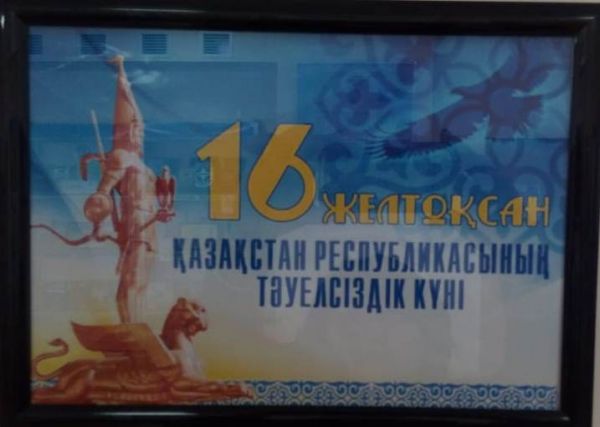 16 ЖЕЛТОҚСАН
ҚАЗАҚСТАН РЕСПУБЛИКАСЫНЫҢ
ТӘУЕЛСІЗДІК КҮНІ